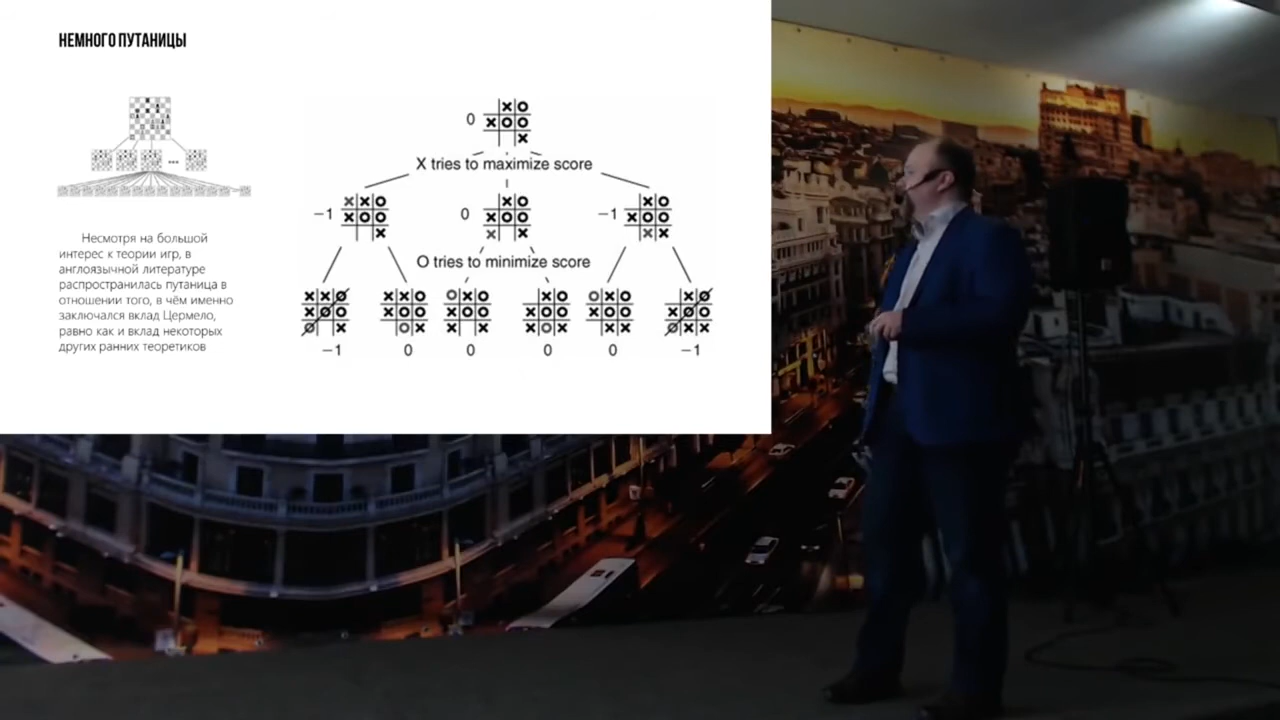 НЕМНОГО ПУТАНИЦЫ
Несмотря на большой
интерес к теории игр, в
англоязычной литературе
распространилась путаница в
отношении того, в чём именно
заключался вклад Цермело,
равно как и вклад некоторых
других ранних теоретиков
0
X tries to maximize score
−1
0
−1
O tries to minimize score
−1
0
0
0
0
−1